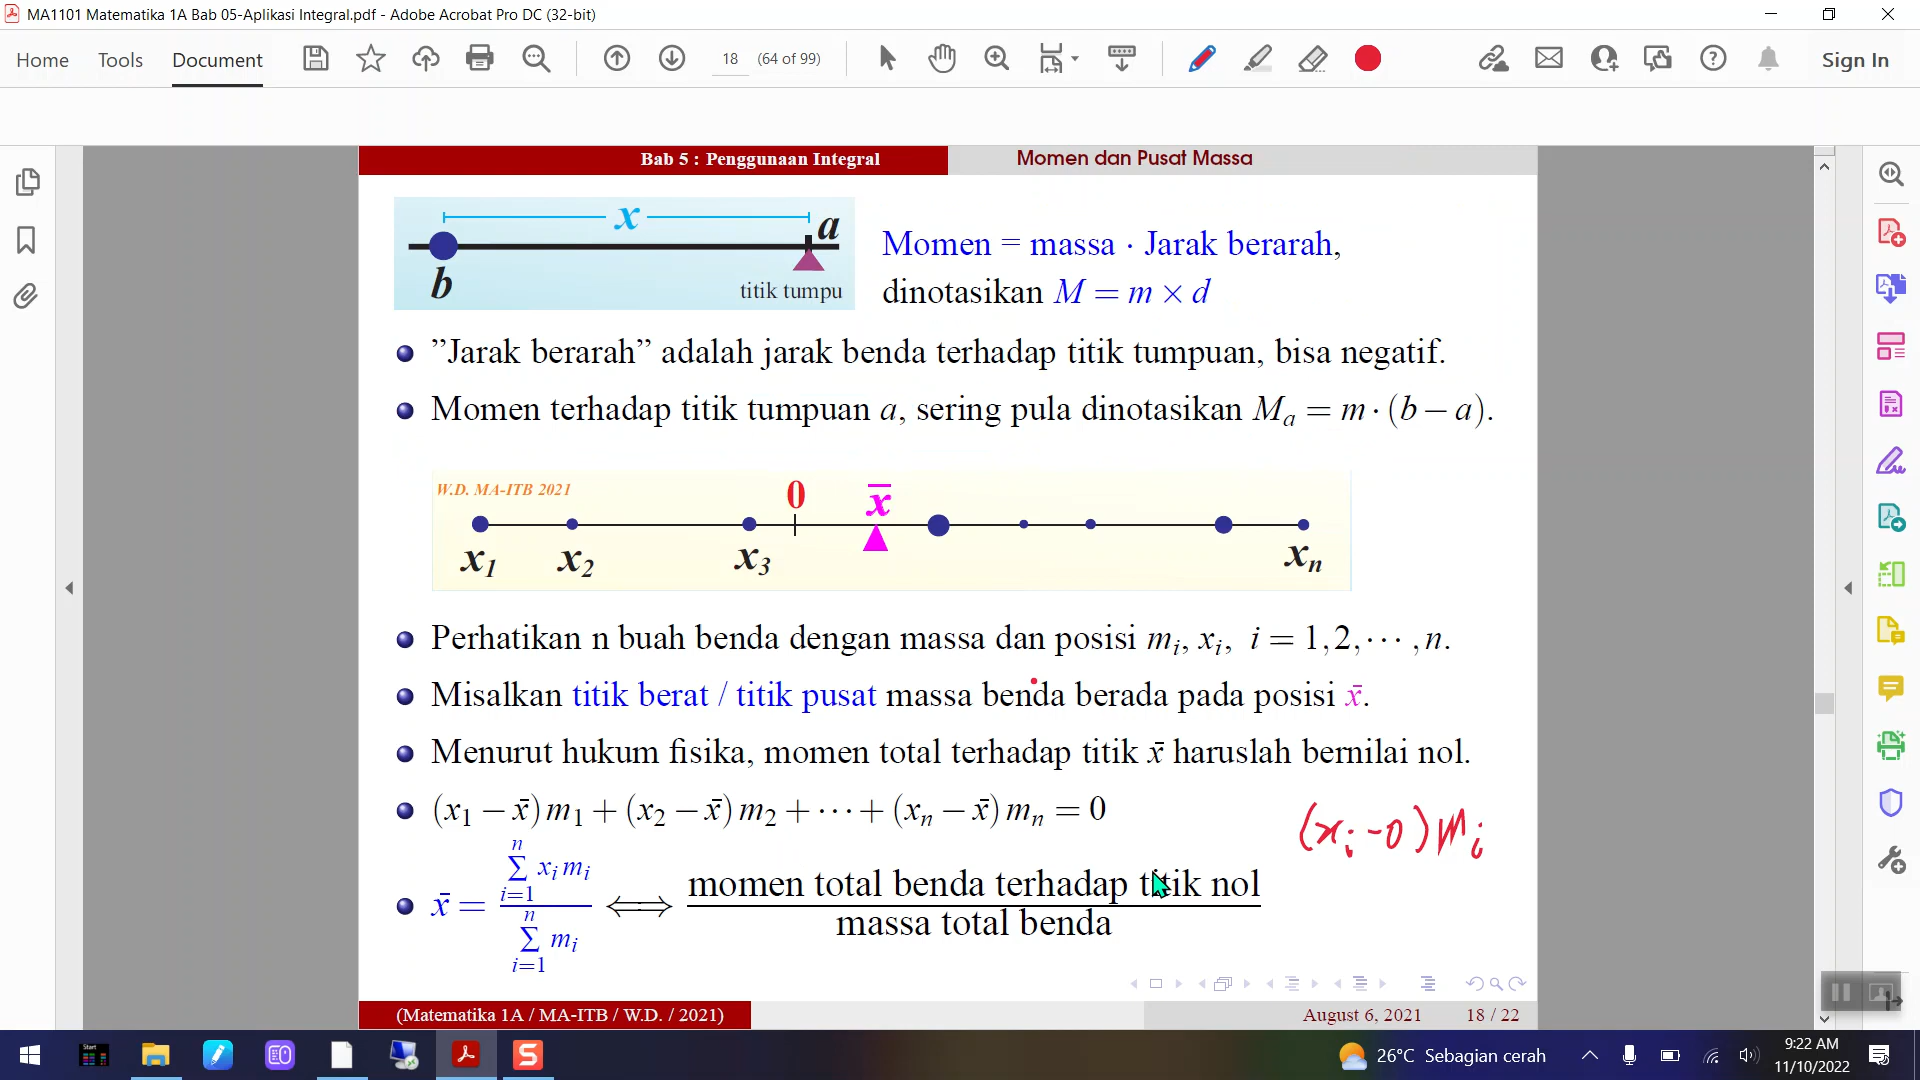 MA1101 Matematika 1A Bab 05-Aplikasi Integral.pdf - Adobe Acrobat Pro DC (32-bit)
Home Tools Document 18 (64 of 99) Sign In
Bab 5 : Penggunaan Integral Momen dan Pusat Massa
x
a
b
titik tumpu
Momen = massa · Jarak berarah,
dinotasikan M = m × d
”Jarak berarah” adalah jarak benda terhadap titik tumpuan, bisa negatif.
Momen terhadap titik tumpuan a, sering pula dinotasikan Mₐ = m · (b − a).
W.D. MA-ITB 2021
0 x̄
x₁ x₂ x₃ xₙ
Perhatikan n buah benda dengan massa dan posisi mᵢ, xᵢ, i = 1,2,··· ,n.
Misalkan titik berat / titik pusat massa benda berada pada posisi x̄.
Menurut hukum fisika, momen total terhadap titik x̄ haruslah bernilai nol.
(x₁ − x̄)m₁ + (x₂ − x̄)m₂ + ··· + (xₙ − x̄)mₙ = 0
(xᵢ -0)mᵢ
x̄ = n∑i=1 xᵢmᵢ / n∑i=1 mᵢ ⟺ momen total benda terhadap titik nol / massa total benda
(Matematika 1A / MA-ITB / W.D. / 2021) August 6, 2021 18 / 22
Start
26°C Sebagian cerah
9:22 AM
11/10/2022